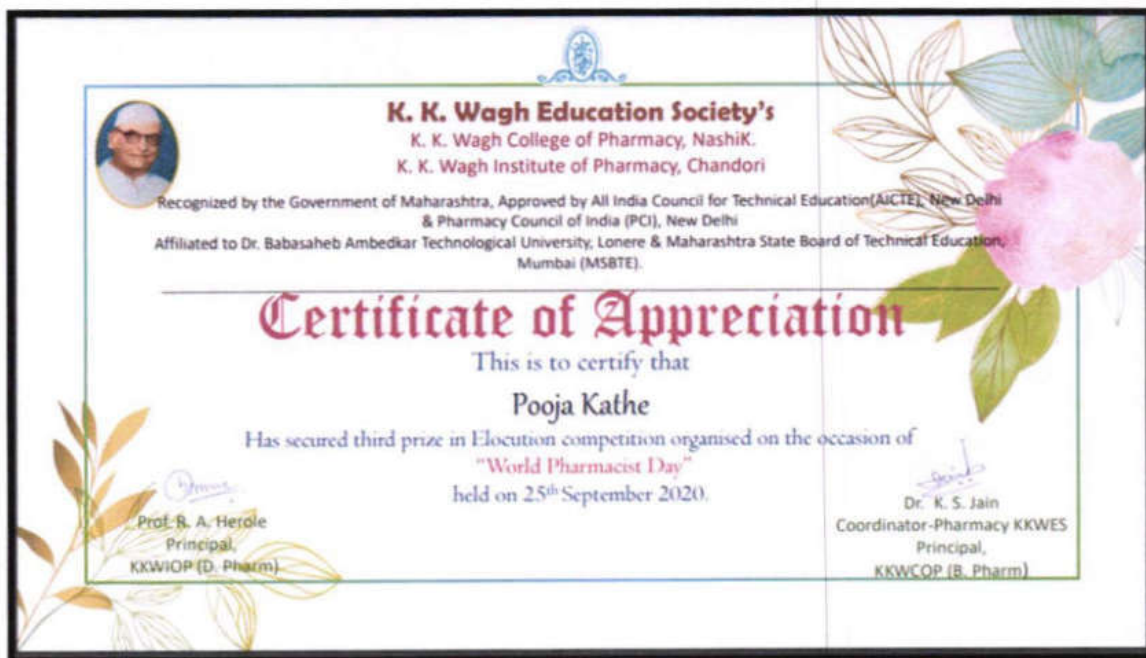 K. K. Wagh Education Society's
K. K. Wagh College of Pharmacy, NashiK.
K. K. Wagh Institute of Pharmacy, Chandori
Recognized by the Government of Maharashtra, Approved by All India Council for Technical Education(AICTE), New Delhi
& Pharmacy Council of India (PCI), New Delhi
Affiliated to Dr. Babasaheb Ambedkar Technological University, Lonere & Maharashtra State Board of Technical Education,
Mumbai (MSBTE).
Certificate of Appreciation
This is to certify that
Pooja Kathe
Has secured third prize in Elocution competition organised on the occasion of
"World Pharmacist Day"
held on 25th September 2020.
Prof. R. A. Herole
Principal,
KKWIOP (D. Pharm)
Dr. K. S. Jain
Coordinator-Pharmacy KKWES
Principal,
KKWCOP (B. Pharm)